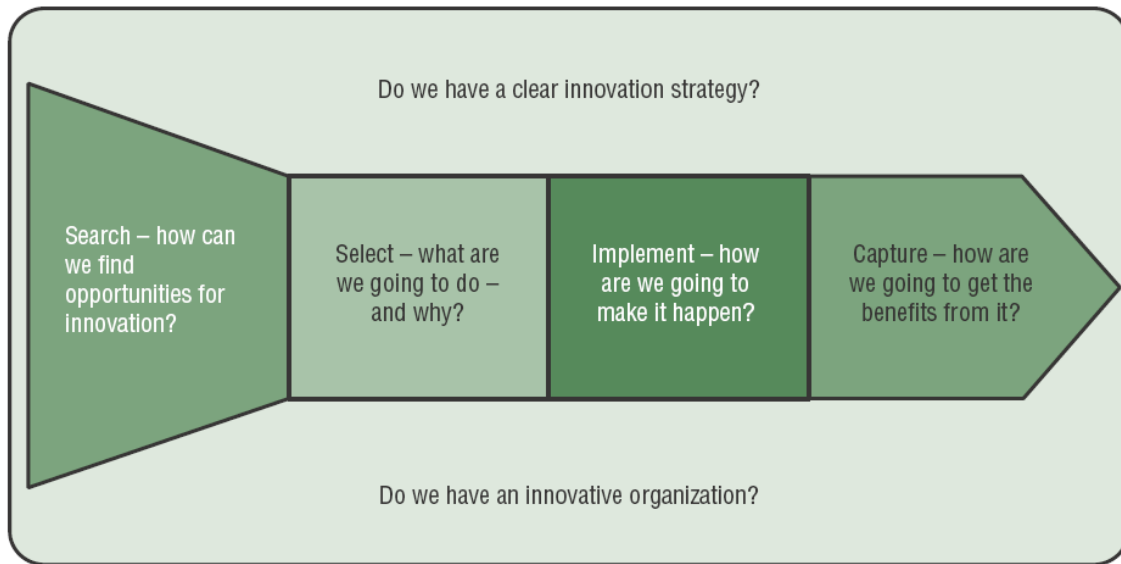 Do we have a clear innovation strategy?
Search – how can
we find
opportunities for
innovation?
Select – what are
we going to do –
and why?
Implement – how
are we going to
make it happen?
Capture – how are
we going to get the
benefits from it?
Do we have an innovative organization?